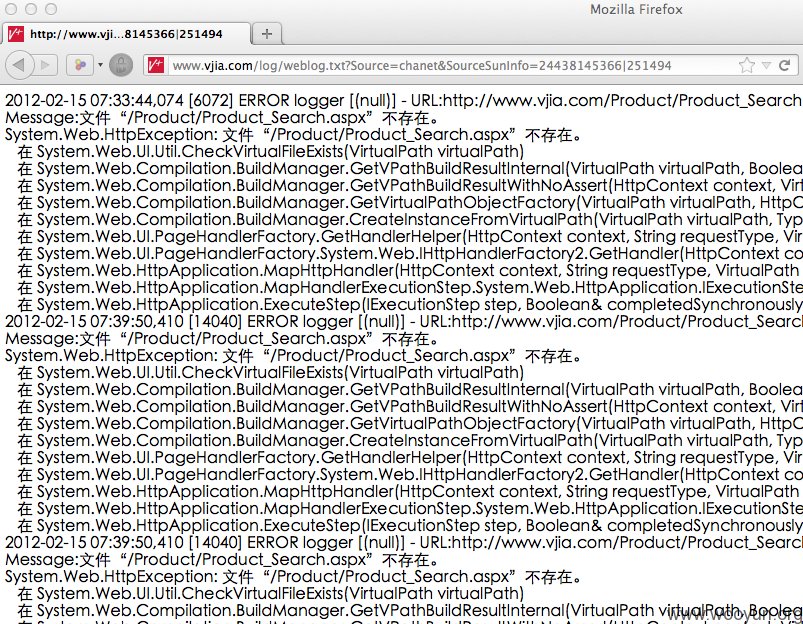 Mozilla Firefox
http://www.vji...8145366|251494
www.vjia.com/log/weblog.txt?Source=chanet&SourceSunInfo=24438145366|251494
2012-02-15 07:33:44,074 [6072] ERROR logger [(null)] - URL:http://www.vjia.com/Product/Product_Search
Message:文件 “/Product/Product_Search.aspx” 不存在。
System.Web.HttpException: 文件 “/Product/Product_Search.aspx” 不存在。
在 System.Web.UI.Util.CheckVirtualFileExists(VirtualPath virtualPath)
在 System.Web.Compilation.BuildManager.GetVPathBuildResultInternal(VirtualPath virtualPath, Boolea
在 System.Web.Compilation.BuildManager.GetVPathBuildResultWithNoAssert(HttpContext context, Virt
在 System.Web.Compilation.BuildManager.GetVirtualPathObjectFactory(VirtualPath virtualPath, HttpC
在 System.Web.Compilation.BuildManager.CreateInstanceFromVirtualPath(VirtualPath virtualPath, Typ
在 System.Web.UI.PageHandlerFactory.GetHandlerHelper(HttpContext context, String requestType, Vir
在 System.Web.UI.PageHandlerFactory.System.Web.IHttpHandlerFactory2.GetHandler(HttpContext co
在 System.Web.HttpApplication.MapHttpHandler(HttpContext context, String requestType, VirtualPath
在 System.Web.HttpApplication.MapHandlerExecutionStep.System.Web.HttpApplication.IExecutionSte
在 System.Web.HttpApplication.ExecuteStep(IExecutionStep step, Boolean& completedSynchronously
2012-02-15 07:39:50,410 [14040] ERROR logger [(null)] - URL:http://www.vjia.com/Product/Product_Searc
Message:文件 “/Product/Product_Search.aspx” 不存在。
System.Web.HttpException: 文件 “/Product/Product_Search.aspx” 不存在。
在 System.Web.UI.Util.CheckVirtualFileExists(VirtualPath virtualPath)
在 System.Web.Compilation.BuildManager.GetVPathBuildResultInternal(VirtualPath virtualPath, Boolea
在 System.Web.Compilation.BuildManager.GetVPathBuildResultWithNoAssert(HttpContext context, Virt
在 System.Web.Compilation.BuildManager.GetVirtualPathObjectFactory(VirtualPath virtualPath, HttpC
在 System.Web.Compilation.BuildManager.CreateInstanceFromVirtualPath(VirtualPath virtualPath, Typ
在 System.Web.UI.PageHandlerFactory.GetHandlerHelper(HttpContext context, String requestType, Vir
在 System.Web.UI.PageHandlerFactory.System.Web.IHttpHandlerFactory2.GetHandler(HttpContext co
在 System.Web.HttpApplication.MapHttpHandler(HttpContext context, String requestType, VirtualPath
在 System.Web.HttpApplication.MapHandlerExecutionStep.System.Web.HttpApplication.IExecutionSte
在 System.Web.HttpApplication.ExecuteStep(IExecutionStep step, Boolean& completedSynchronously
2012-02-15 07:39:50,410 [14040] ERROR logger [(null)] - URL:http://www.vjia.com/Product/Product_Searc
Message:文件 “/Product/Product_Search.aspx” 不存在。
System.Web.HttpException: 文件 “/Product/Product_Search.aspx” 不存在。
在 System.Web.UI.Util.CheckVirtualFileExists(VirtualPath virtualPath)
在 System.Web.Compilation.BuildManager.GetVPathBuildResultInternal(VirtualPath virtualPath, Boolea
www.wooyun.org